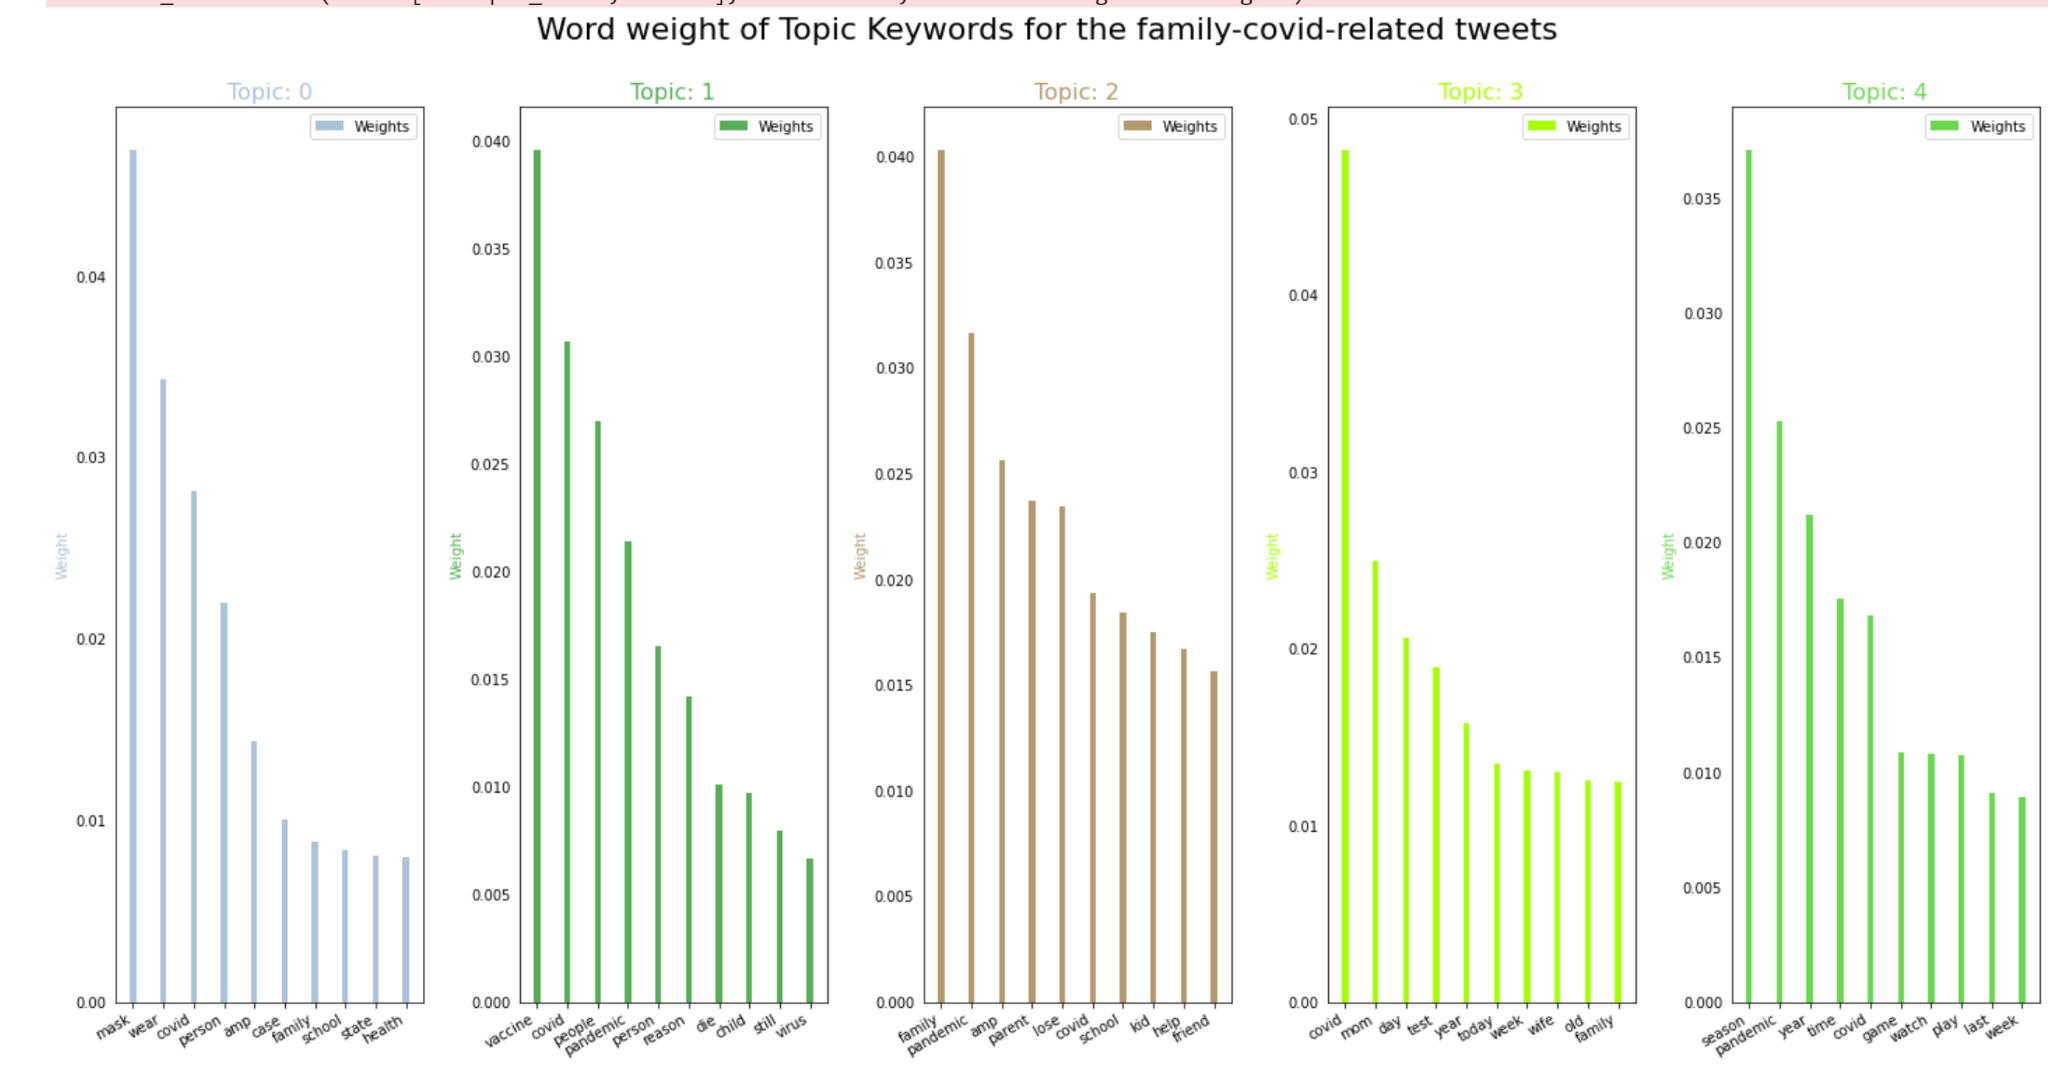 Word weight of Topic Keywords for the family-covid-related tweets
Topic: 0
Weights
Weight
0.04
0.03
0.02
0.01
0.00
mask wear covid person amp case family school state health
Topic: 1
Weights
Weight
0.040
0.035
0.030
0.025
0.020
0.015
0.010
0.005
0.000
vaccine covid people pandemic person reason die child still virus
Topic: 2
Weights
Weight
0.040
0.035
0.030
0.025
0.020
0.015
0.010
0.005
0.000
family pandemic amp parent lose covid school kid help friend
Topic: 3
Weights
Weight
0.05
0.04
0.03
0.02
0.01
0.00
covid mom day test year today week wife old family
Topic: 4
Weights
Weight
0.035
0.030
0.025
0.020
0.015
0.010
0.005
0.000
season pandemic year time covid game watch play last week